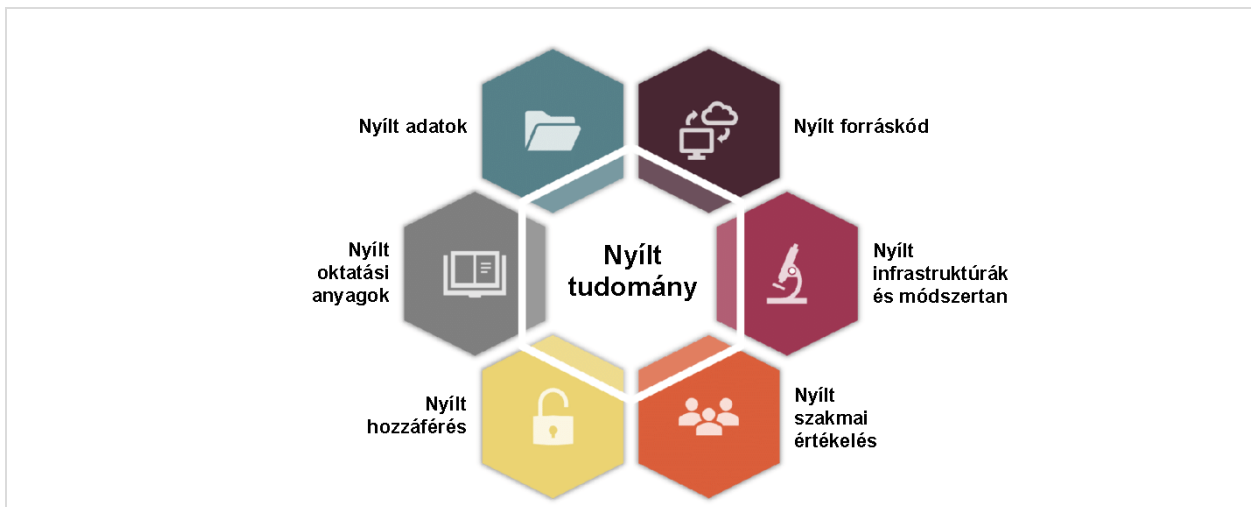 Nyílt adatok
Nyílt forráskód
Nyílt
oktatási
anyagok
Nyílt
tudomány
Nyílt
infrastruktúrák
és módszertan
Nyílt
hozzáférés
Nyílt
szakmai
értékelés